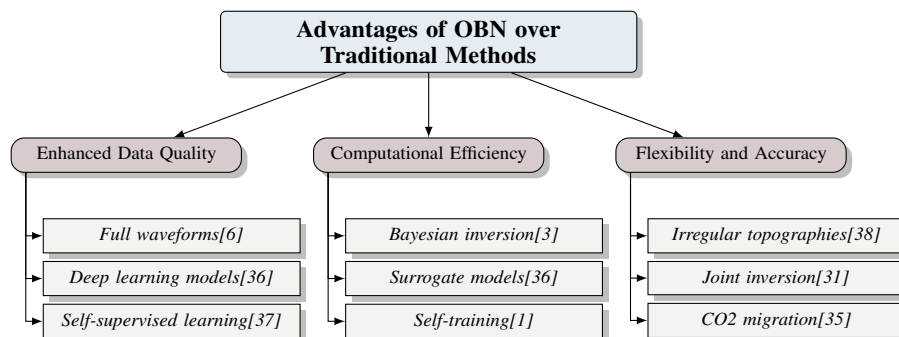 Advantages of OBN over
Traditional Methods
Enhanced Data Quality
Computational Efficiency
Flexibility and Accuracy
Full waveforms[6]
Deep learning models[36]
Self-supervised learning[37]
Bayesian inversion[3]
Surrogate models[36]
Self-training[1]
Irregular topographies[38]
Joint inversion[31]
CO2 migration[35]